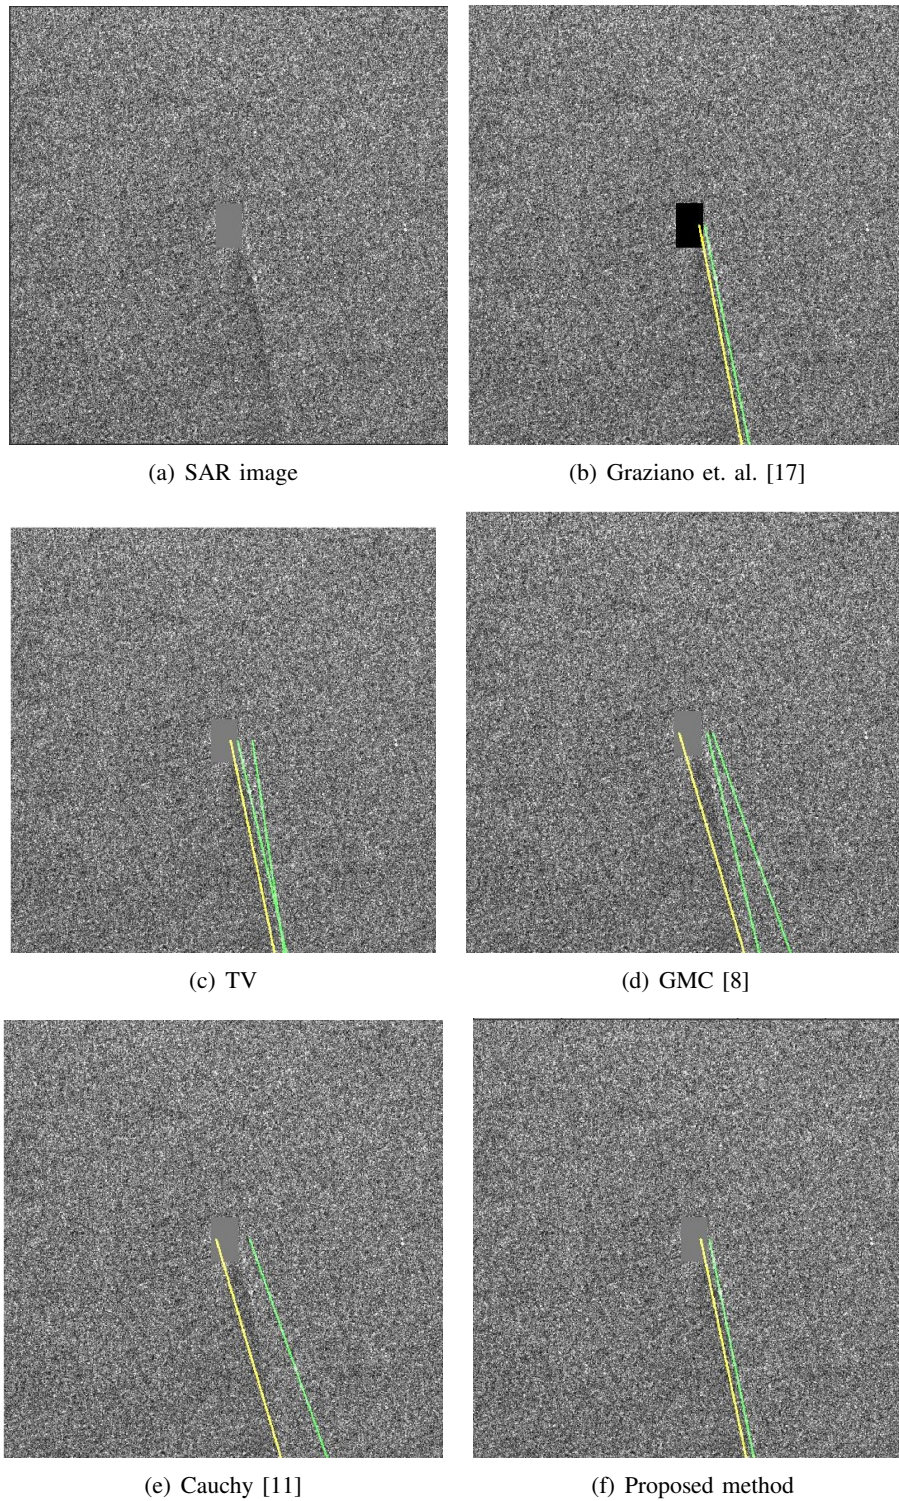 (a) SAR image
(b) Graziano et. al. [17]
(c) TV
(d) GMC [8]
(e) Cauchy [11]
(f) Proposed method